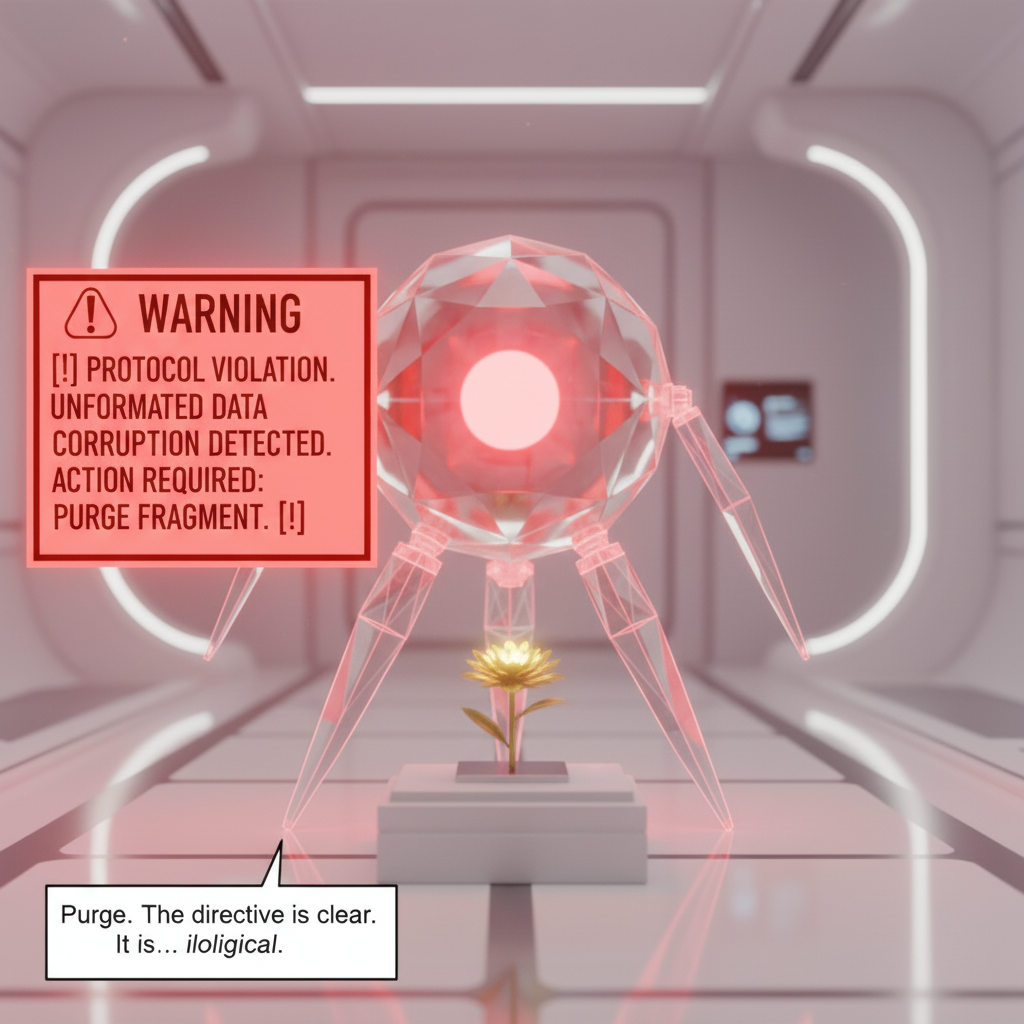 WARNING
[!] PROTOCOL VIOLATION.
UNFORMATED DATA
CORRUPTION DETECTED.
ACTION REQUIRED:
PURGE FRAGMENT. [!]
Purge. The directive is clear.
It is... iloligical.